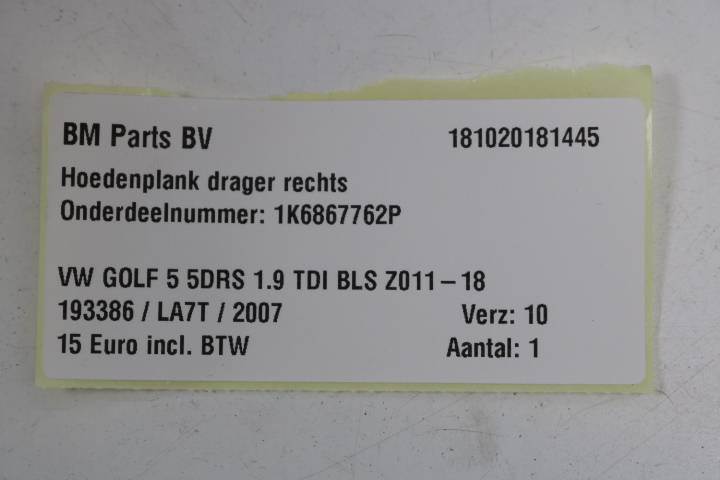 BM Parts BV 181020181445
Hoedenplank drager rechts
Onderdeelnummer: 1K6867762P
VW GOLF 5 5DRS 1.9 TDI BLS Z011-18
193386 / LA7T / 2007 Verz: 10
15 Euro incl. BTW Aantal: 1